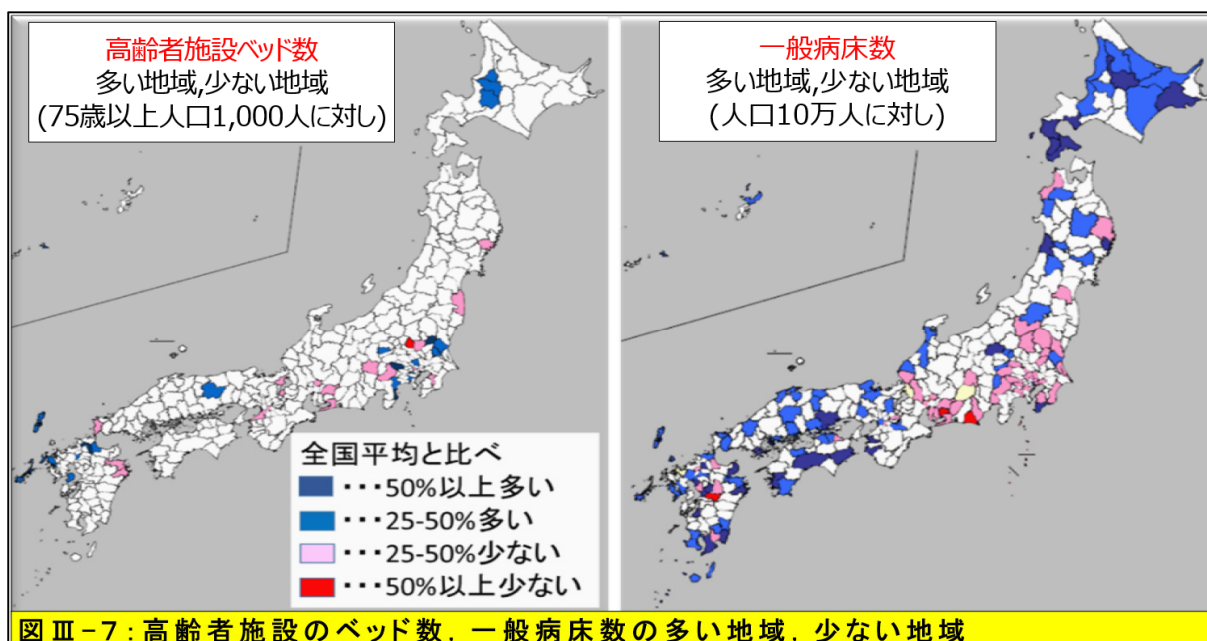 高齢者施設ベッド数
多い地域,少ない地域
(75歳以上人口1,000人に対し)
一般病床数
多い地域,少ない地域
(人口10万人に対し)
全国平均と比べ
・・・50%以上多い
・・・25-50%多い
・・・25-50%少ない
・・・50%以上少ない
図Ⅲ-7:高齢者施設のベッド数,一般病床数の多い地域,少ない地域